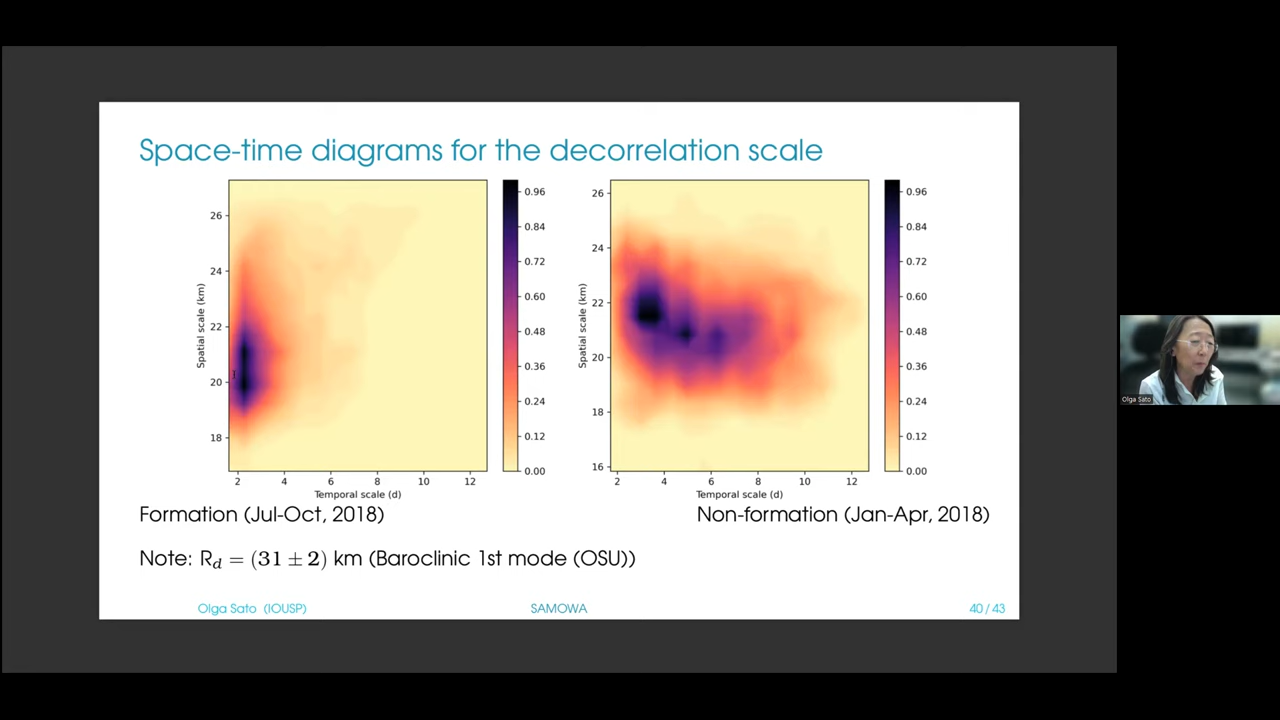 Space-time diagrams for the decorrelation scale
26
24
22
20
18
Spatial scale (km)
2 4 6 8 10 12
Temporal scale (d)
0.96
0.84
0.72
0.60
0.48
0.36
0.24
0.12
0.00
26
24
22
20
18
16
Spatial scale (km)
2 4 6 8 10 12
Temporal scale (d)
0.96
0.84
0.72
0.60
0.48
0.36
0.24
0.12
0.00
Formation (Jul-Oct, 2018)
Non-formation (Jan-Apr, 2018)
Note: R_d = (31 ± 2) km (Baroclinic 1st mode (OSU))
Olga Sato (IOUSP) SAMOWA 40 / 43
Olga Sato